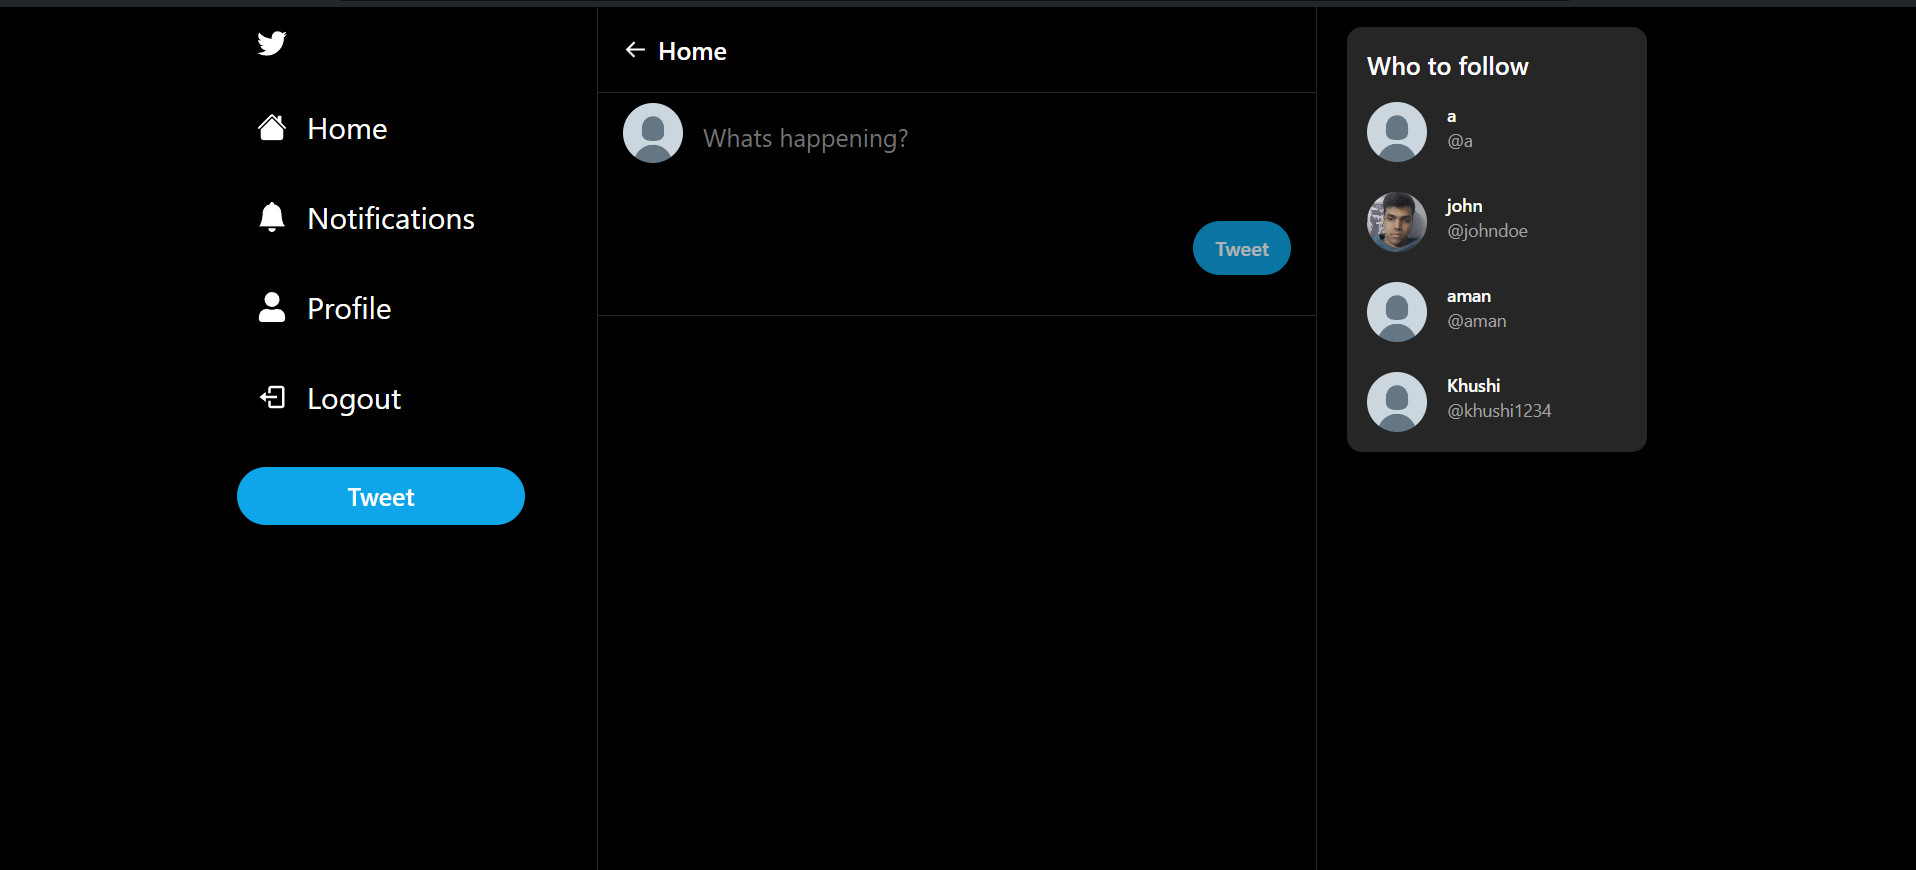 Home
Notifications
Profile
Logout
Tweet
Home
Whats happening?
Tweet
Who to follow
a
@a
john
@johndoe
aman
@aman
Khushi
@khushi1234